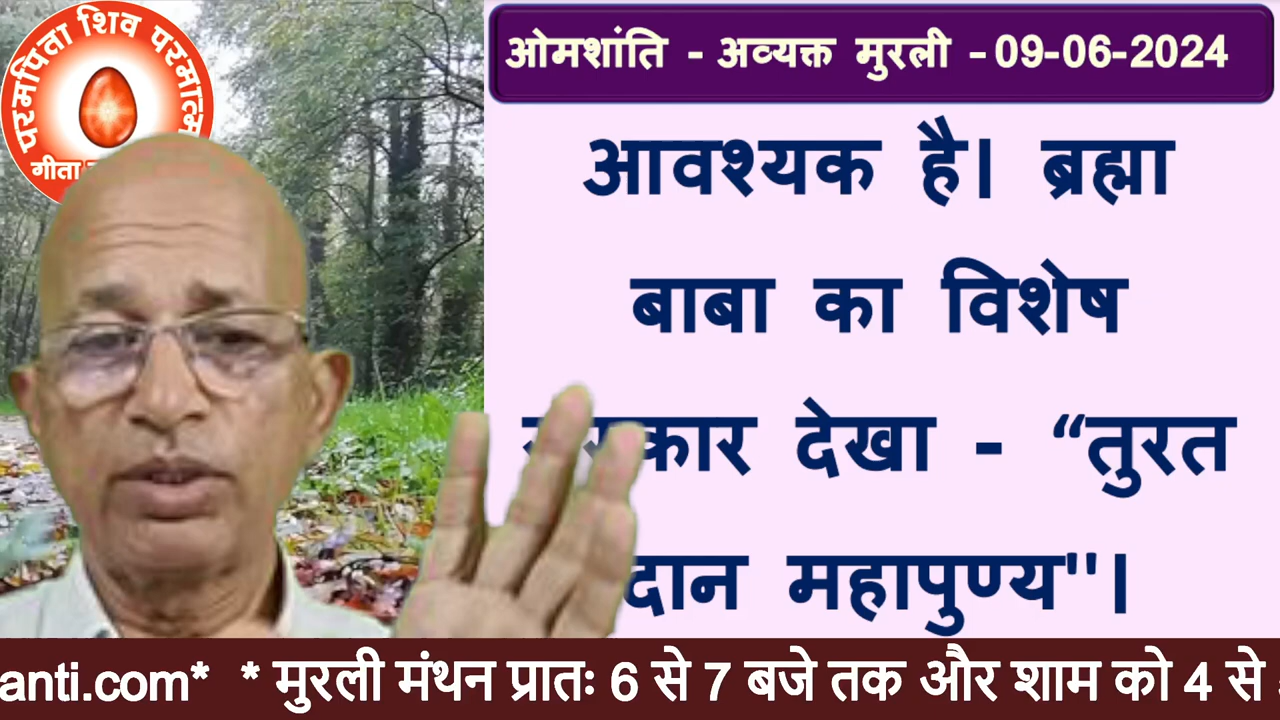 परमपिता शिव परमात्म
गीता
ओमशांति - अव्यक्त मुरली - 09-06-2024
आवश्यक है। ब्रह्मा
बाबा का विशेष
देखा - “तुरत
दान महापुण्य"।
anti.com* * मुरली मंथन प्रातः 6 से 7 बजे तक और शाम को 4 से